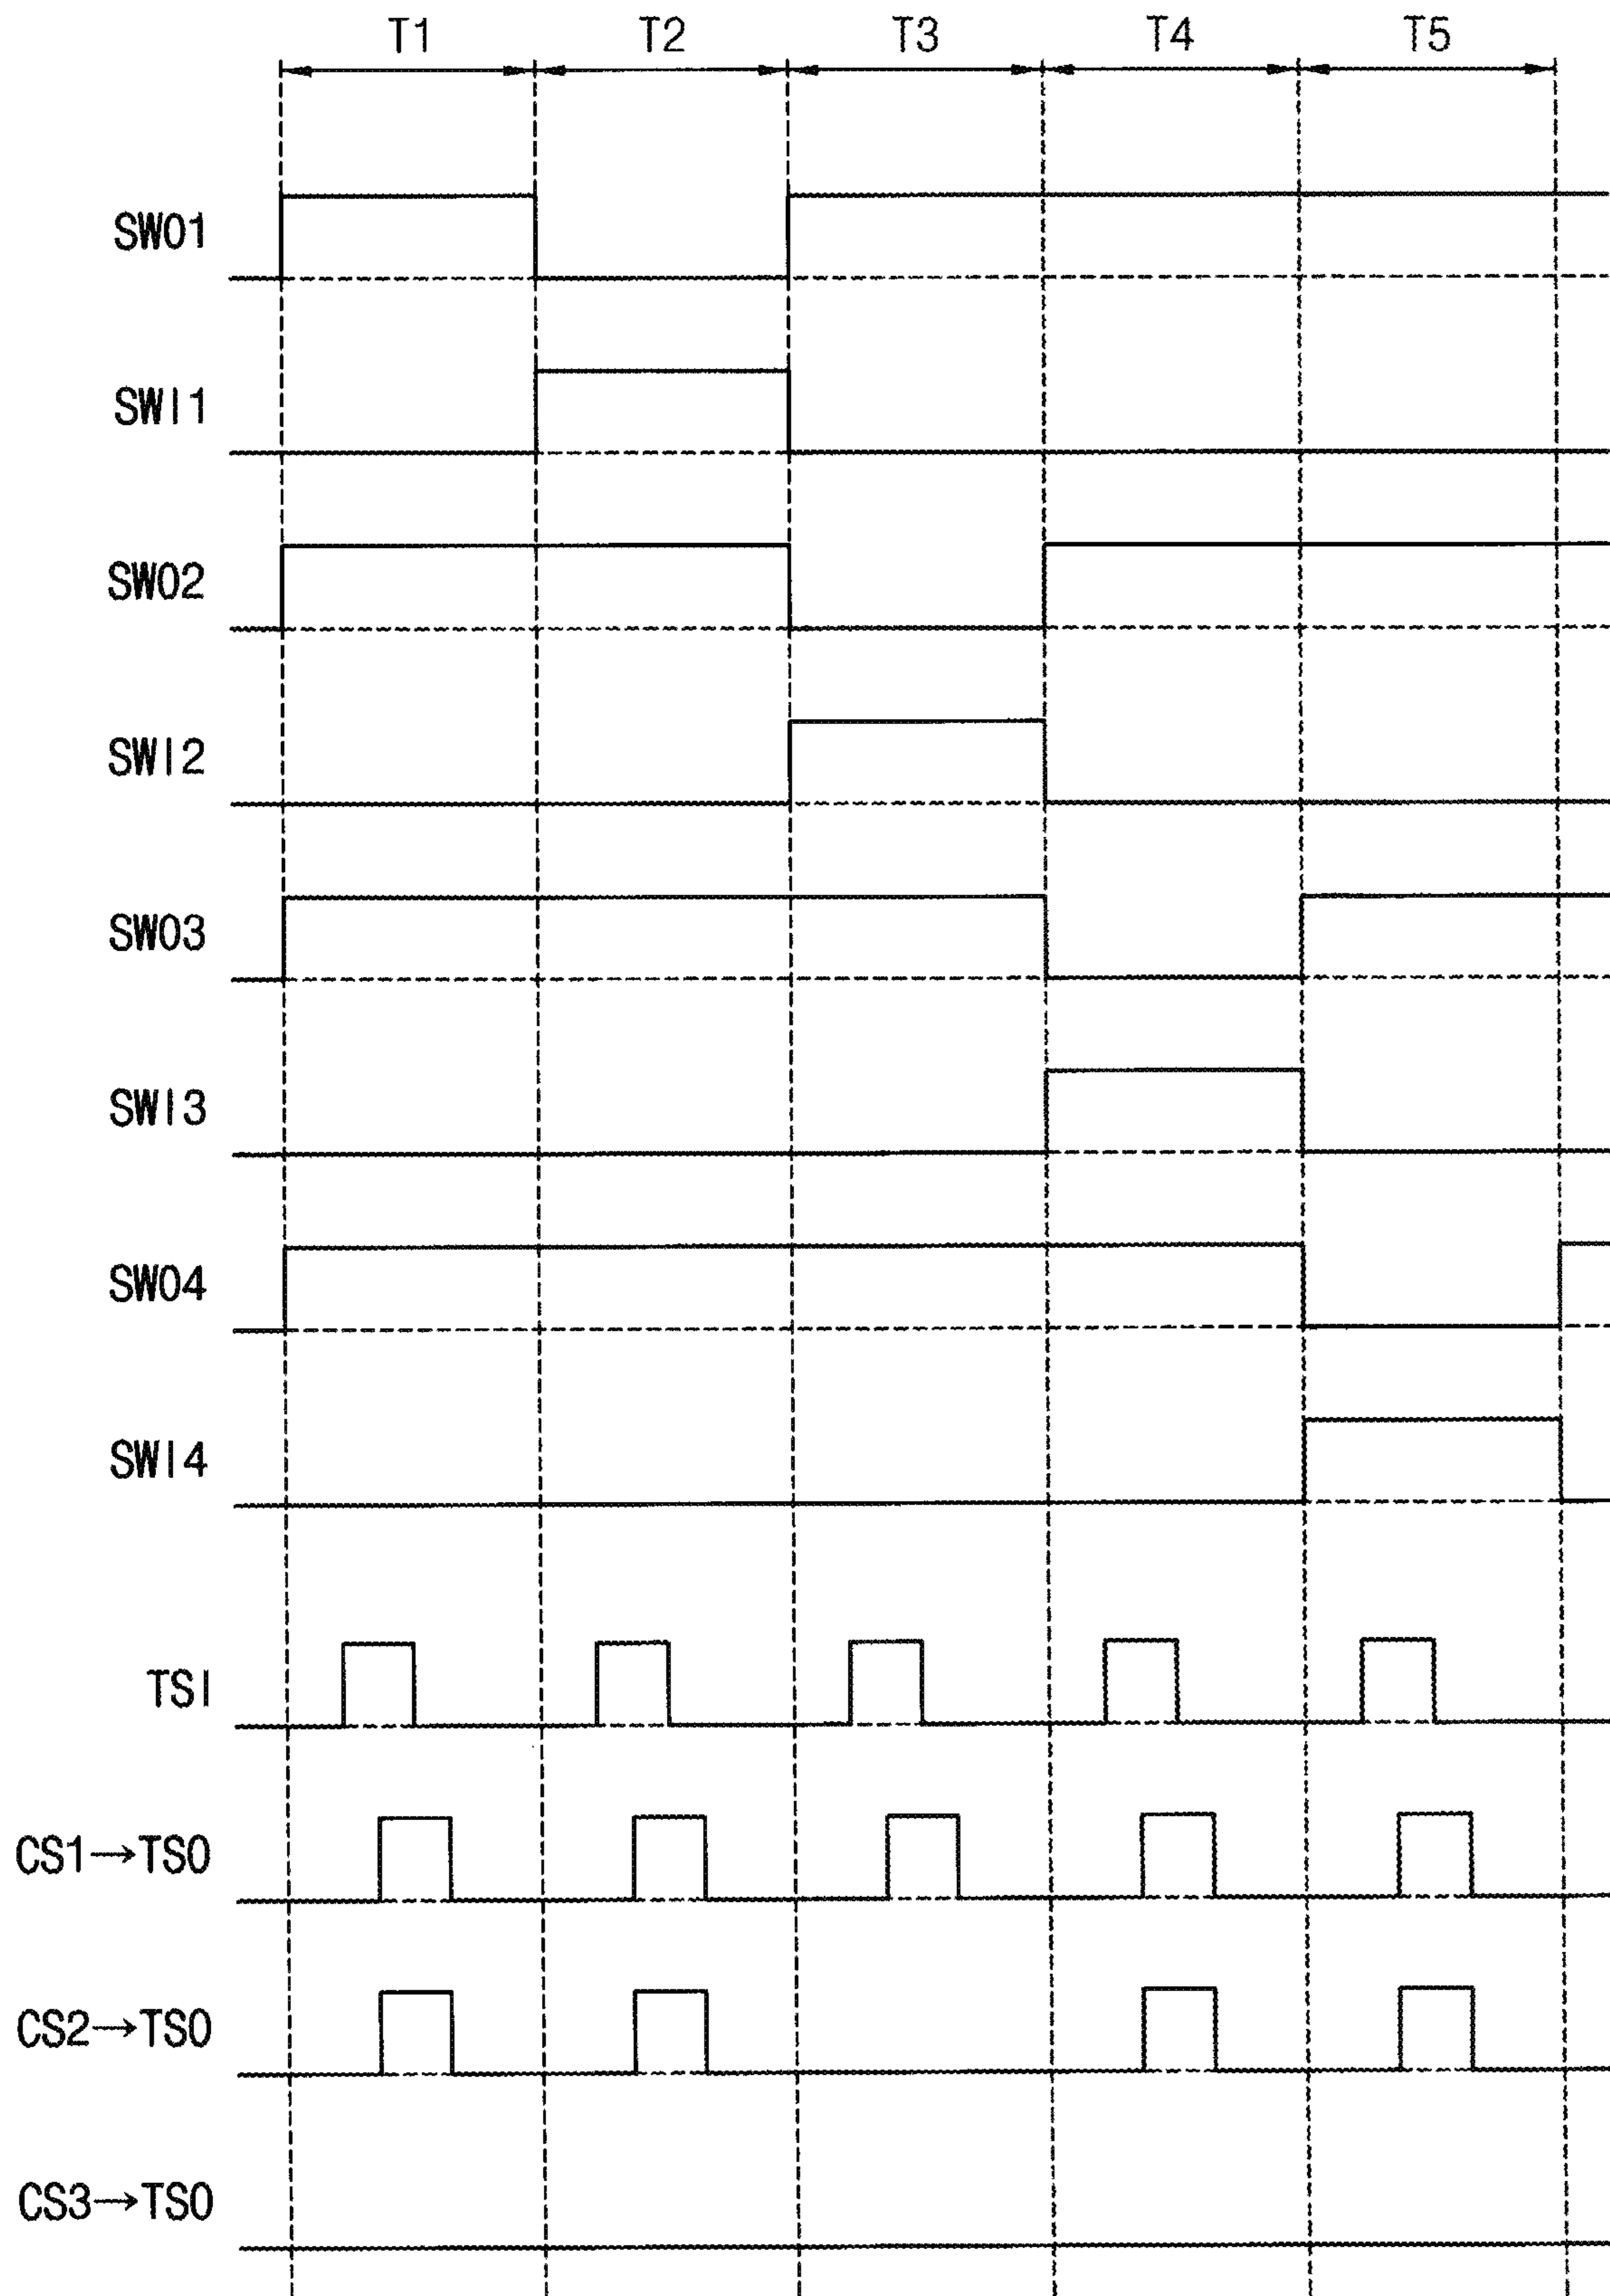 T1 T2 T3 T4 T5
SWO1
SWI1
SWO2
SWI2
SWO3
SWI3
SWO4
SWI4
TSI
CS1→TSO
CS2→TSO
CS3→TSO